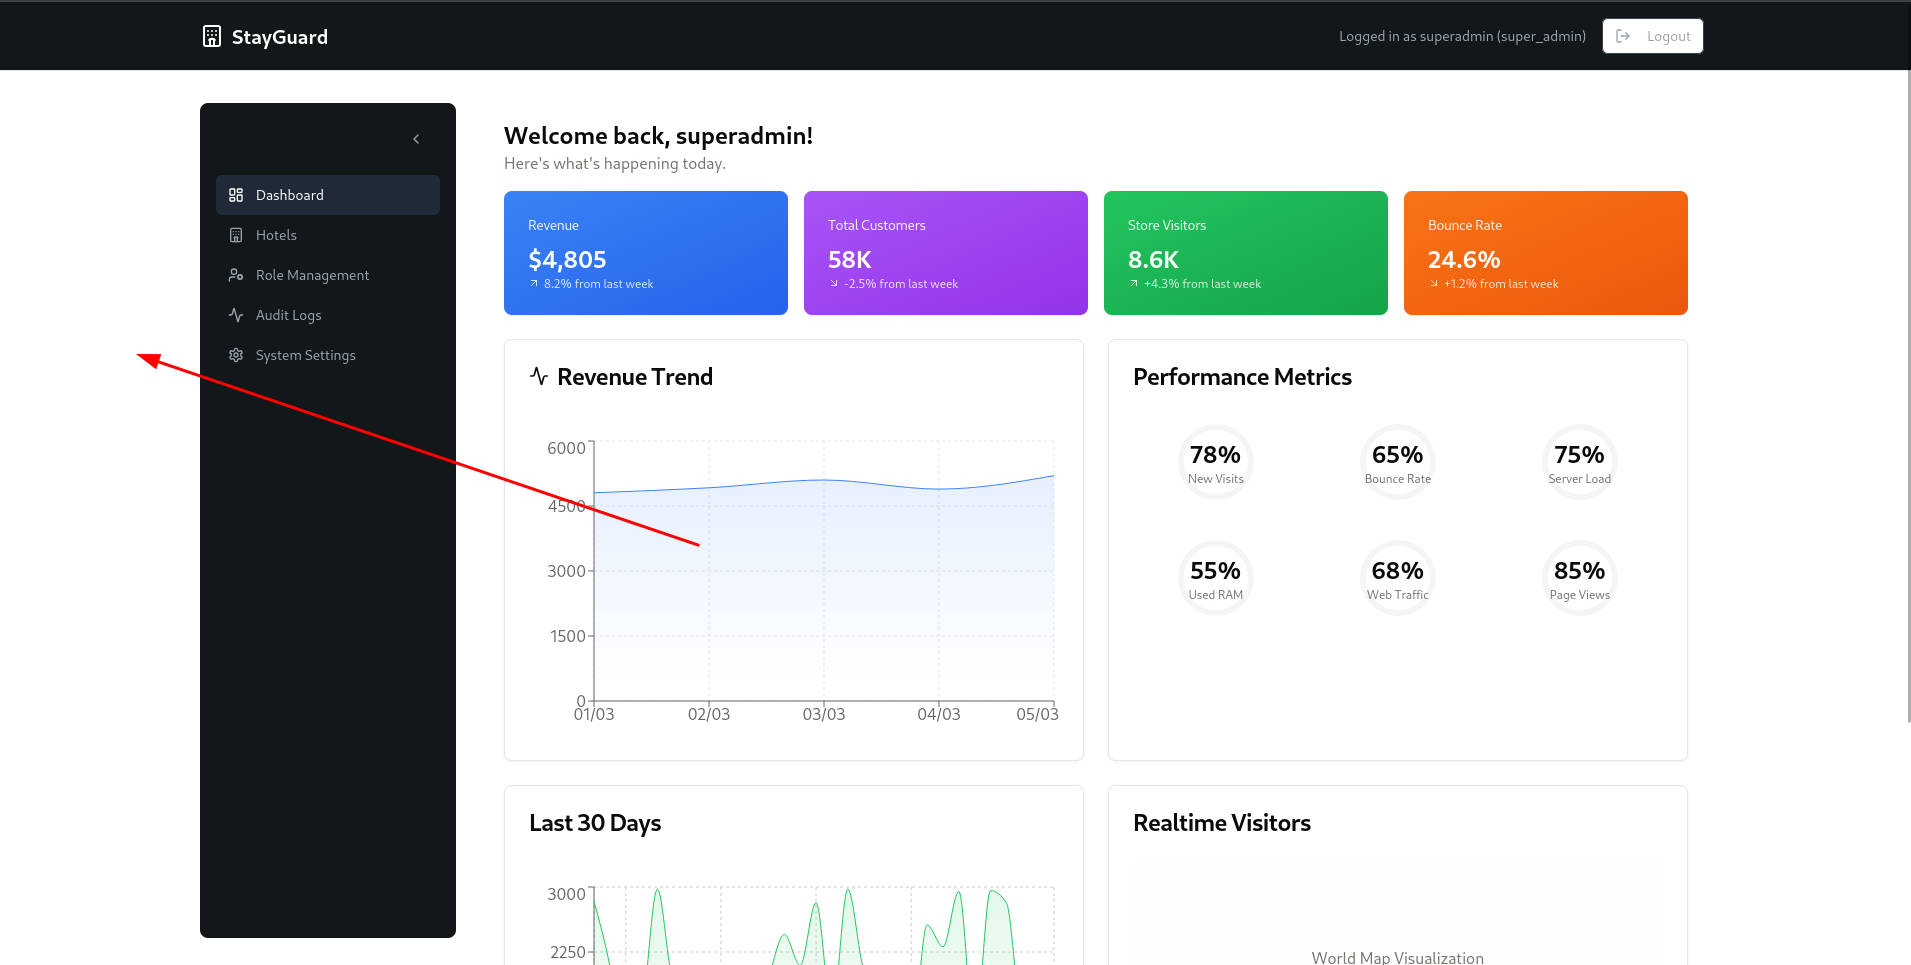 StayGuard
Logged in as superadmin (super_admin)
Logout
Dashboard
Hotels
Role Management
Audit Logs
System Settings
Welcome back, superadmin!
Here's what's happening today.
Revenue
$4,805
8.2% from last week
Total Customers
58K
-2.5% from last week
Store Visitors
8.6K
+4.3% from last week
Bounce Rate
24.6%
+1.2% from last week
Revenue Trend
6000
4500
3000
1500
0
01/03 02/03 03/03 04/03 05/03
Performance Metrics
78%
New Visits
65%
Bounce Rate
75%
Server Load
55%
Used RAM
68%
Web Traffic
85%
Page Views
Last 30 Days
3000
2250
Realtime Visitors
World Map Visualization